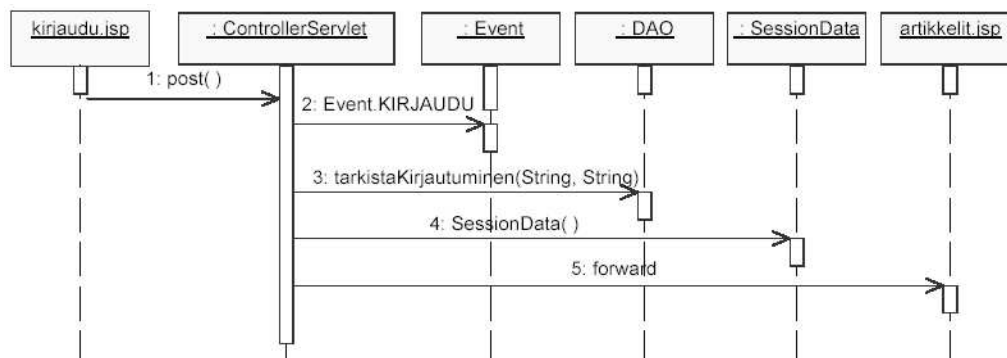 kirjaudu.jsp
: ControllerServlet
: Event
: DAO
: SessionData
artikkelit.jsp
1: post( )
2: Event.KIRJAUDU
3: tarkistaKirjautuminen(String, String)
4: SessionData( )
5: forward